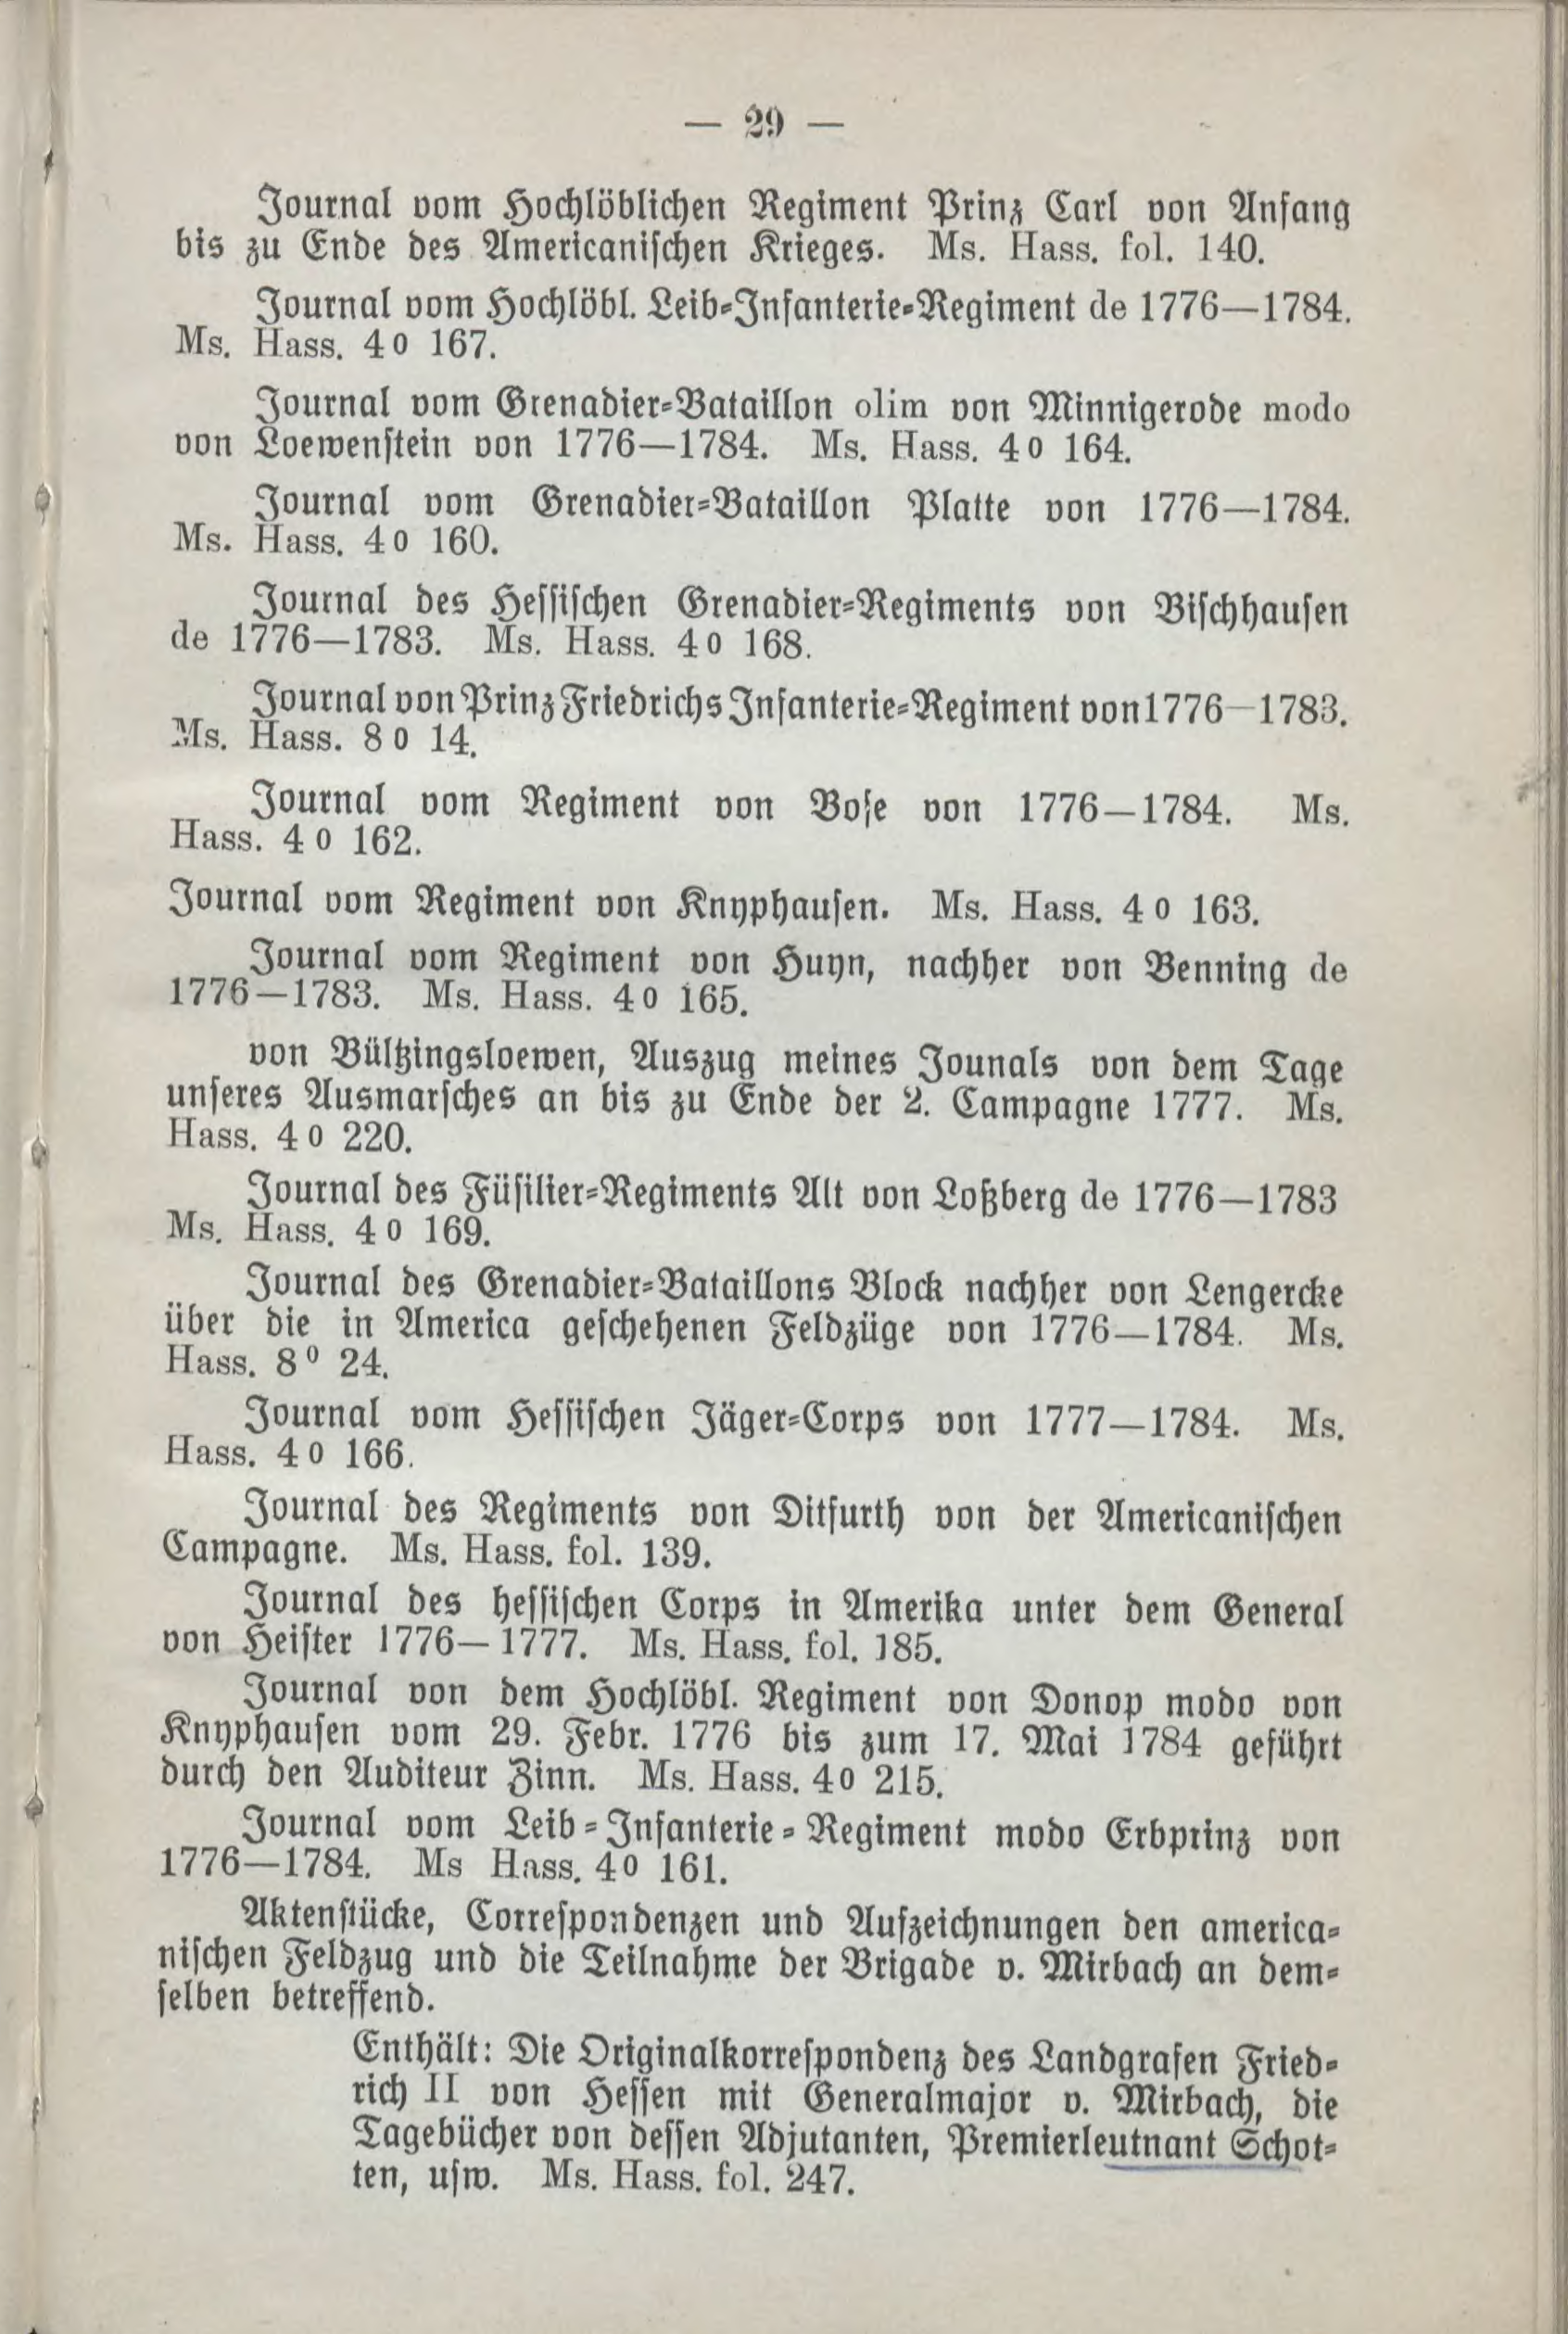 — 29 —
Journal vom Hochlöblichen Regiment Prinz Carl von Anfang
bis zu Ende des Americanischen Krieges. Ms. Hass. fol. 140.
Journal vom Hochlöbl. Leib-Infanterie-Regiment de 1776—1784.
Ms. Hass. 4o 167.
Journal vom Grenadier-Bataillon olim von Minnigerode modo
von Loewenstein von 1776—1784. Ms. Hass. 4o 164.
Journal vom Grenadier-Bataillon Platte von 1776—1784.
Ms. Hass. 4o 160.
Journal des Hessischen Grenadier-Regiments von Bischhausen
de 1776—1783. Ms. Hass. 4o 168.
Journal von Prinz Friedrichs Infanterie-Regiment von 1776—1783.
Ms. Hass. 8o 14.
Journal vom Regiment von Bose von 1776—1784. Ms.
Hass. 4o 162.
Journal vom Regiment von Knyphausen. Ms. Hass. 4o 163.
Journal vom Regiment von Huyn, nachher von Benning de
1776—1783. Ms. Hass. 4o 165.
von Bültzingsloewen, Auszug meines Jounals von dem Tage
unseres Ausmarsches an bis zu Ende der 2. Campagne 1777. Ms.
Hass. 4o 220.
Journal des Füsilier-Regiments Alt von Loßberg de 1776—1783
Ms. Hass. 4o 169.
Journal des Grenadier-Bataillons Block nachher von Lengercke
über die in America geschehenen Feldzüge von 1776—1784. Ms.
Hass. 8⁰ 24.
Journal vom Hessischen Jäger-Corps von 1777—1784. Ms.
Hass. 4o 166.
Journal des Regiments von Ditfurth von der Americanischen
Campagne. Ms. Hass. fol. 139.
Journal des hessischen Corps in Amerika unter dem General
von Heister 1776—1777. Ms. Hass. fol. 185.
Journal von dem Hochlöbl. Regiment von Donop modo von
Knyphausen vom 29. Febr. 1776 bis zum 17. Mai 1784 geführt
durch den Auditeur Zinn. Ms. Hass. 4o 215.
Journal vom Leib-Infanterie-Regiment modo Erbprinz von
1776—1784. Ms Hass. 4o 161.
Aktenstücke, Correspondenzen und Aufzeichnungen den america-
nischen Feldzug und die Teilnahme der Brigade v. Mirbach an dem-
selben betreffend.
Enthält: Die Originalkorrespondenz des Landgrafen Fried-
rich II von Hessen mit Generalmajor v. Mirbach, die
Tagebücher von dessen Adjutanten, Premierleutnant Schot-
ten, usw. Ms. Hass. fol. 247.